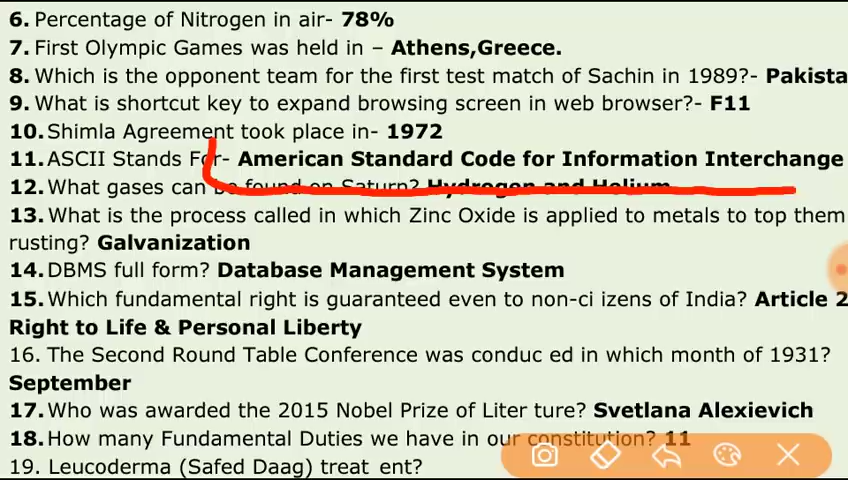 6. Percentage of Nitrogen in air- 78%
7. First Olympic Games was held in – Athens,Greece.
8. Which is the opponent team for the first test match of Sachin in 1989?- Pakista
9. What is shortcut key to expand browsing screen in web browser?- F11
10. Shimla Agreement took place in- 1972
11. ASCII Stands For- American Standard Code for Information Interchange
12. What gases can be found on Saturn? Hydrogen and Helium
13. What is the process called in which Zinc Oxide is applied to metals to top them
rusting? Galvanization
14. DBMS full form? Database Management System
15. Which fundamental right is guaranteed even to non-ci izens of India? Article 2
Right to Life & Personal Liberty
16. The Second Round Table Conference was conduc ed in which month of 1931?
September
17. Who was awarded the 2015 Nobel Prize of Liter ture? Svetlana Alexievich
18. How many Fundamental Duties we have in our constitution? 11
19. Leucoderma (Safed Daag) treat ent?